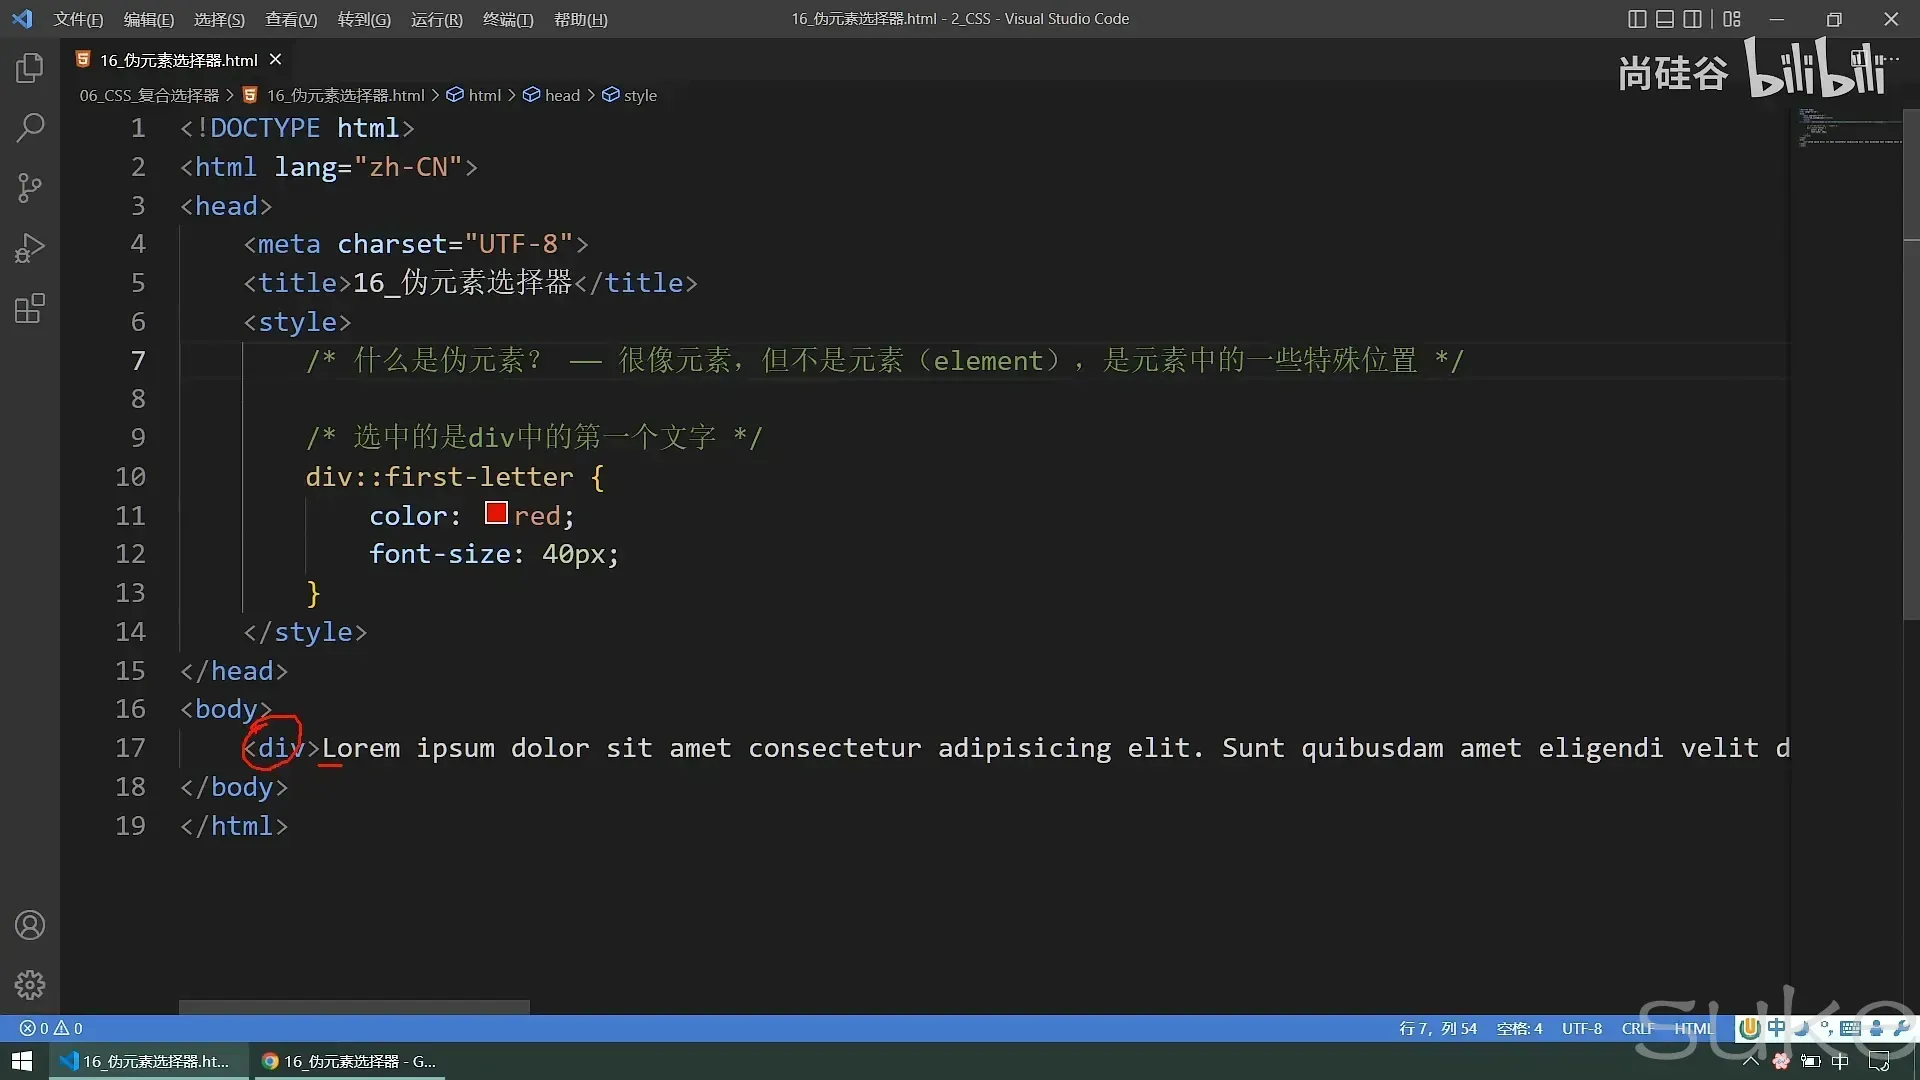 文件(F) 编辑(E) 选择(S) 查看(V) 转到(G) 运行(R) 终端(T) 帮助(H) 16_伪元素选择器.html - 2_CSS - Visual Studio Code
16_伪元素选择器.html
尚硅谷 bilibili
06_CSS_复合选择器 > 16_伪元素选择器.html > html > head > style
1 <!DOCTYPE html>
2 <html lang="zh-CN">
3 <head>
4 <meta charset="UTF-8">
5 <title>16_伪元素选择器</title>
6 <style>
7 /* 什么是伪元素？ —— 很像元素，但不是元素（element），是元素中的一些特殊位置 */
8
9 /* 选中的是div中的第一个文字 */
10 div::first-letter {
11 color: red;
12 font-size: 40px;
13 }
14 </style>
15 </head>
16 <body>
17 <div>Lorem ipsum dolor sit amet consectetur adipisicing elit. Sunt quibusdam amet eligendi velit d
18 </body>
19 </html>
suke
0 0 行 7，列 54 空格: 4 UTF-8 CRLF HTML 中
16_伪元素选择器.ht... 16_伪元素选择器 - G... 中